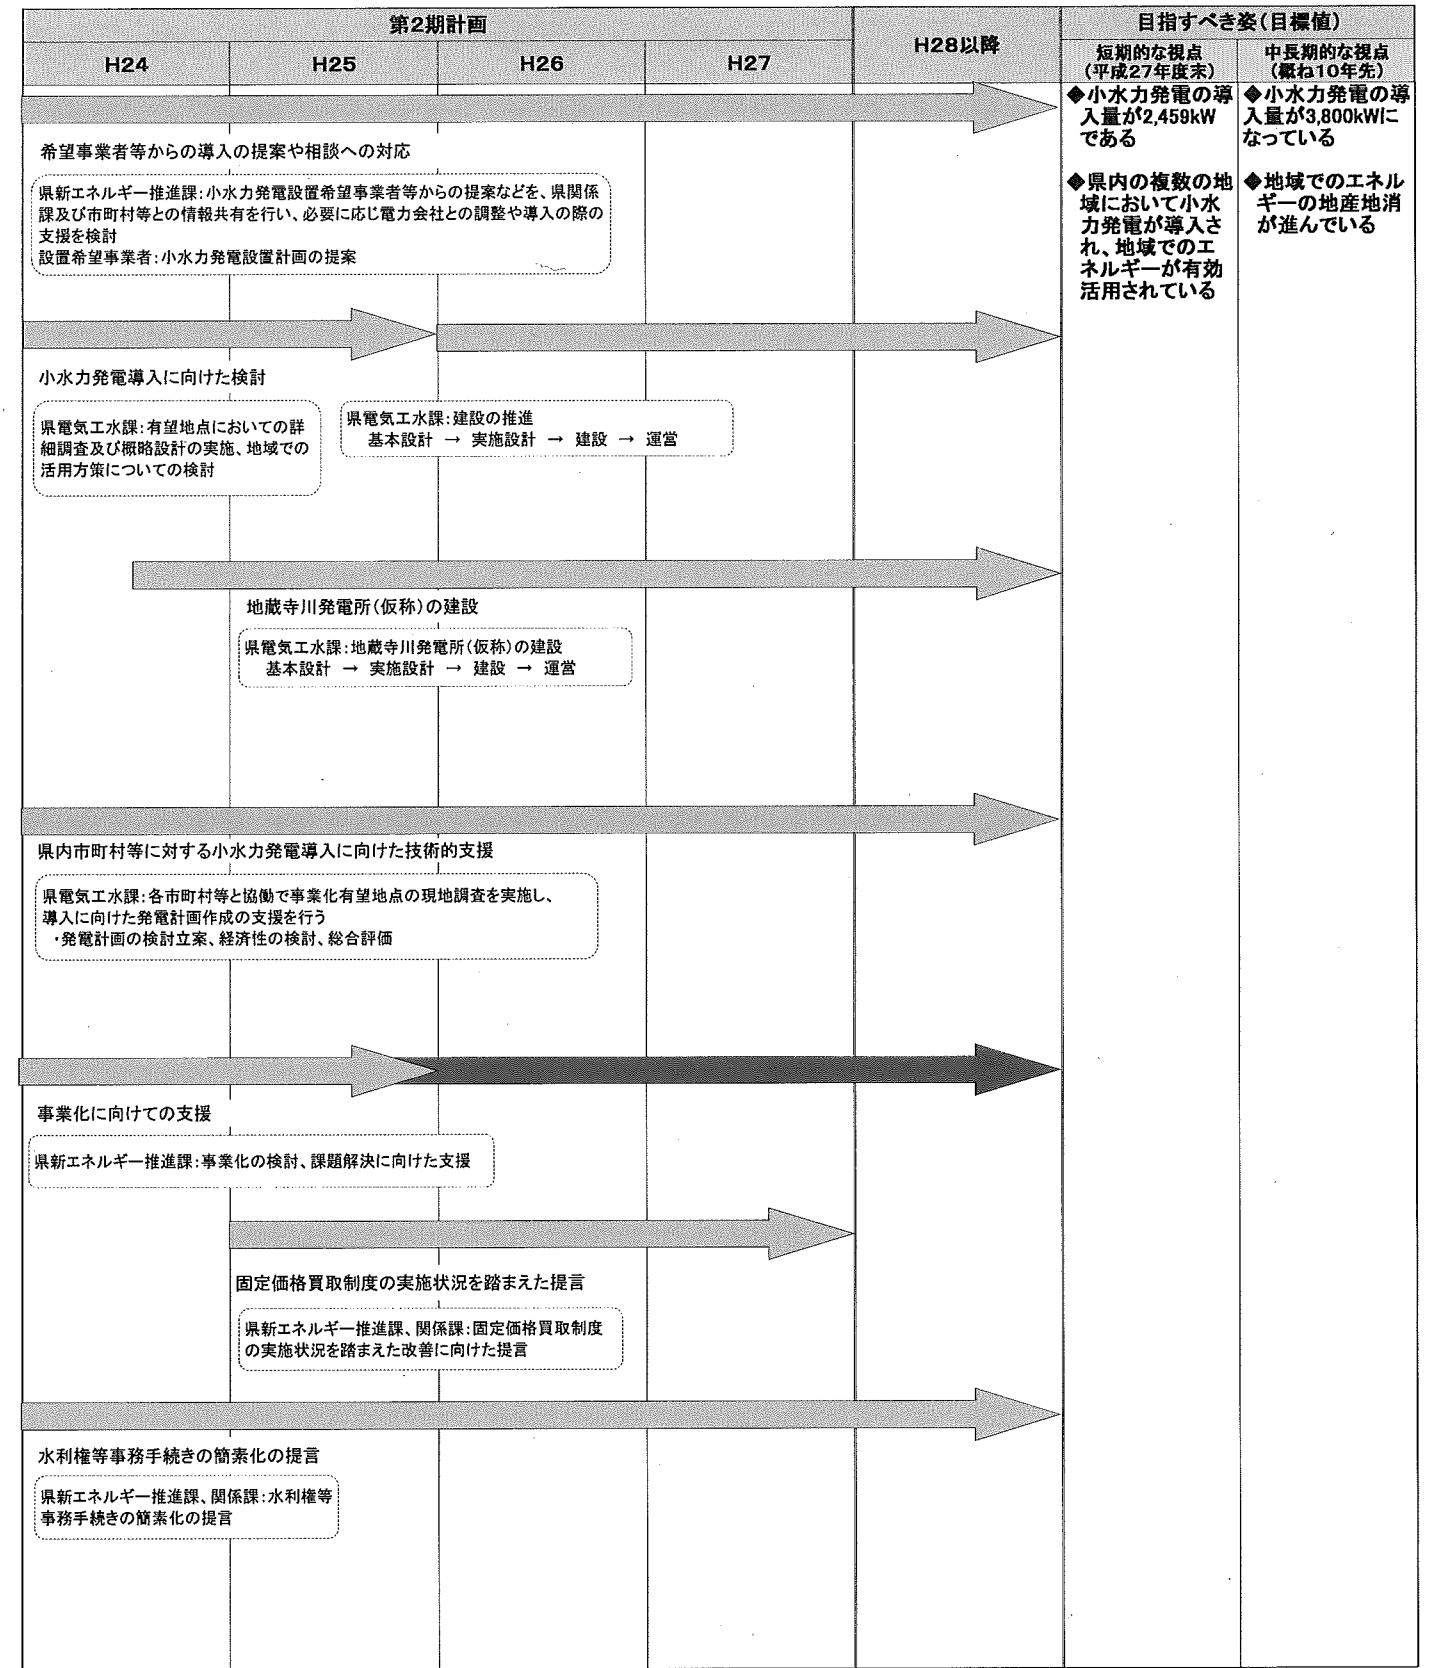 第2期計画
H28以降
目指すべき姿(目標値)
H24
H25
H26
H27
短期的な視点
(平成27年度末)
中長期的な視点
(概ね10年先)
◆小水力発電の導
入量が2,459kW
である
◆県内の複数の地
域において小水
力発電が導入さ
れ、地域でのエ
ネルギーが有効
活用されている
◆小水力発電の導
入量が3,800kWに
なっている
◆地域でのエネル
ギーの地産地消
が進んでいる
希望事業者等からの導入の提案や相談への対応
県新エネルギー推進課:小水力発電設置希望事業者等からの提案などを、県関係
課及び市町村等との情報共有を行い、必要に応じ電力会社との調整や導入の際の
支援を検討
設置希望事業者:小水力発電設置計画の提案
小水力発電導入に向けた検討
県電気工水課:有望地点においての詳
細調査及び概略設計の実施、地域での
活用方策についての検討
県電気工水課:建設の推進
基本設計 → 実施設計 → 建設 → 運営
地蔵寺川発電所(仮称)の建設
県電気工水課:地蔵寺川発電所(仮称)の建設
基本設計 → 実施設計 → 建設 → 運営
県内市町村等に対する小水力発電導入に向けた技術的支援
県電気工水課:各市町村等と協働で事業化有望地点の現地調査を実施し、
導入に向けた発電計画作成の支援を行う
・発電計画の検討立案、経済性の検討、総合評価
事業化に向けての支援
県新エネルギー推進課:事業化の検討、課題解決に向けた支援
固定価格買取制度の実施状況を踏まえた提言
県新エネルギー推進課、関係課:固定価格買取制度
の実施状況を踏まえた改善に向けた提言
水利権等事務手続きの簡素化の提言
県新エネルギー推進課、関係課:水利権等
事務手続きの簡素化の提言